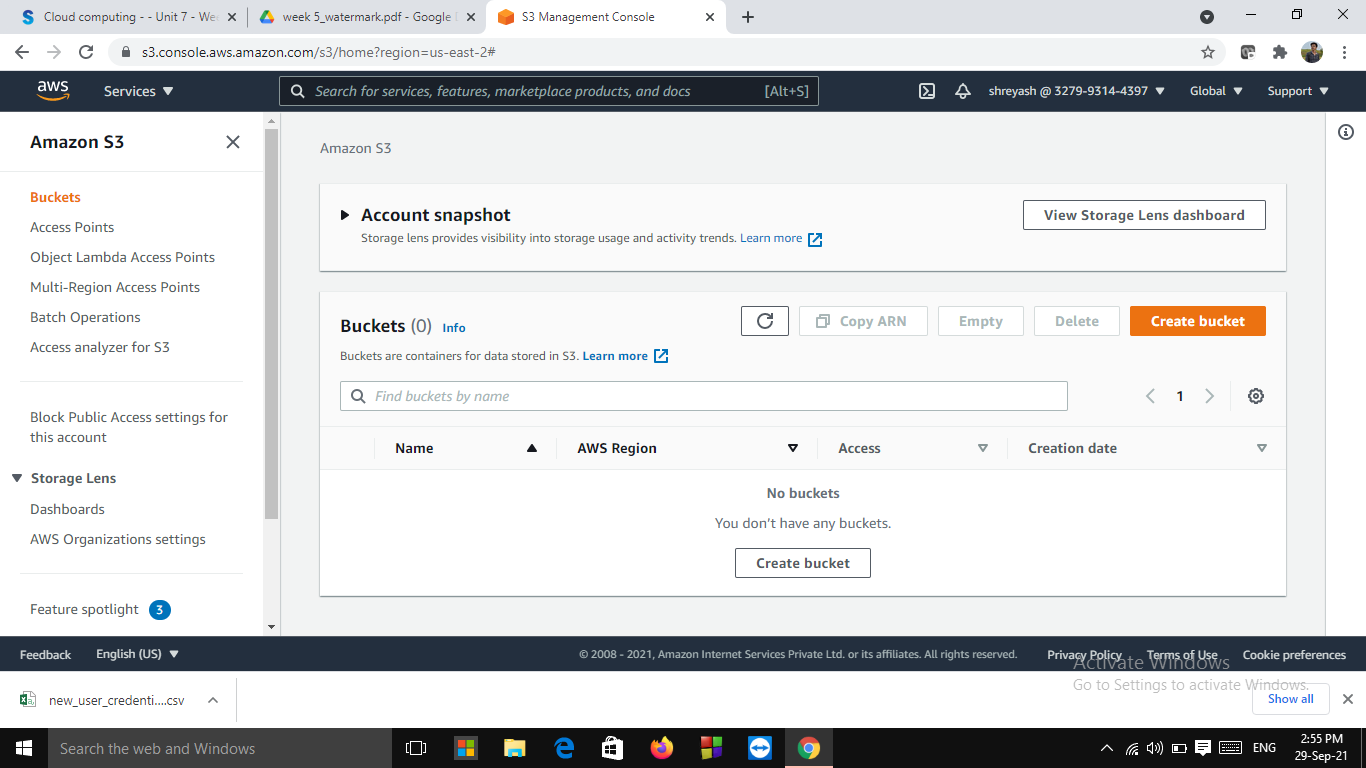 Cloud computing - - Unit 7 - We
week 5_watermark.pdf - Google
S3 Management Console
s3.console.aws.amazon.com/s3/home?region=us-east-2#
aws
Services
Search for services, features, marketplace products, and docs
[Alt+S]
shreyash @ 3279-9314-4397
Global
Support
Amazon S3
Buckets
Access Points
Object Lambda Access Points
Multi-Region Access Points
Batch Operations
Access analyzer for S3
Block Public Access settings for
this account
Storage Lens
Dashboards
AWS Organizations settings
Feature spotlight 3
Amazon S3
Account snapshot
View Storage Lens dashboard
Storage lens provides visibility into storage usage and activity trends. Learn more
Buckets (0) Info
Copy ARN
Empty
Delete
Create bucket
Buckets are containers for data stored in S3. Learn more
Find buckets by name
1
Name
AWS Region
Access
Creation date
No buckets
You don't have any buckets.
Create bucket
Feedback
English (US)
© 2008 - 2021, Amazon Internet Services Private Ltd. or its affiliates. All rights reserved.
Privacy Policy
Terms of Use
Cookie preferences
Activate Windows
Go to Settings to activate Windows.
new_user_credenti....csv
Show all
Search the web and Windows
ENG
2:55 PM
29-Sep-21